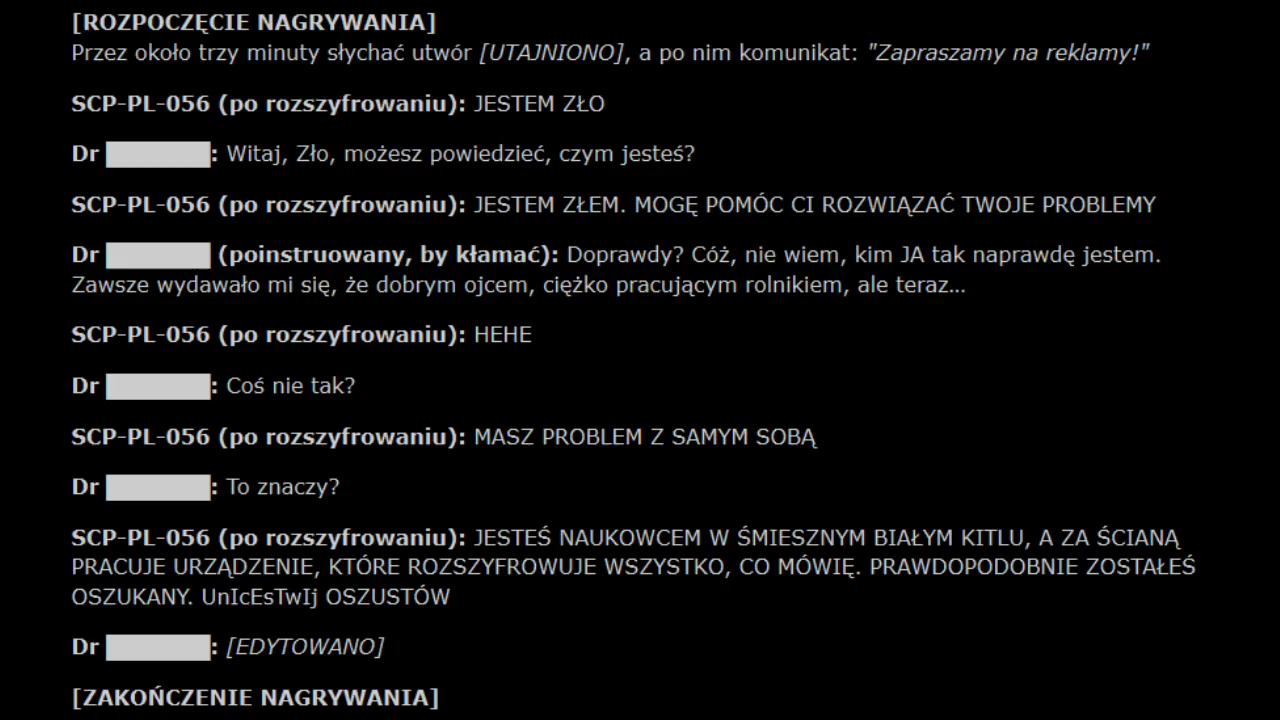 [ROZPOCZĘCIE NAGRYWANIA]
Przez około trzy minuty słychać utwór [UTAJNIONO], a po nim komunikat: "Zapraszamy na reklamy!"
SCP-PL-056 (po rozszyfrowaniu): JESTEM ZŁO
Dr : Witaj, Zło, możesz powiedzieć, czym jesteś?
SCP-PL-056 (po rozszyfrowaniu): JESTEM ZŁEM. MOGĘ POMÓC CI ROZWIĄZAĆ TWOJE PROBLEMY
Dr (poinstruowany, by kłamać): Doprawdy? Cóż, nie wiem, kim JA tak naprawdę jestem.
Zawsze wydawało mi się, że dobrym ojcem, ciężko pracującym rolnikiem, ale teraz...
SCP-PL-056 (po rozszyfrowaniu): HEHE
Dr : Coś nie tak?
SCP-PL-056 (po rozszyfrowaniu): MASZ PROBLEM Z SAMYM SOBĄ
Dr : To znaczy?
SCP-PL-056 (po rozszyfrowaniu): JESTEŚ NAUKOWCEM W ŚMIESZNYM BIAŁYM KITLU, A ZA ŚCIANĄ
PRACUJE URZĄDZENIE, KTÓRE ROZSZYFROWUJE WSZYSTKO, CO MÓWIĘ. PRAWDOPODOBNIE ZOSTAŁEŚ
OSZUKANY. UnIcEsTwIj OSZUSTÓW
Dr : [EDYTOWANO]
[ZAKOŃCZENIE NAGRYWANIA]